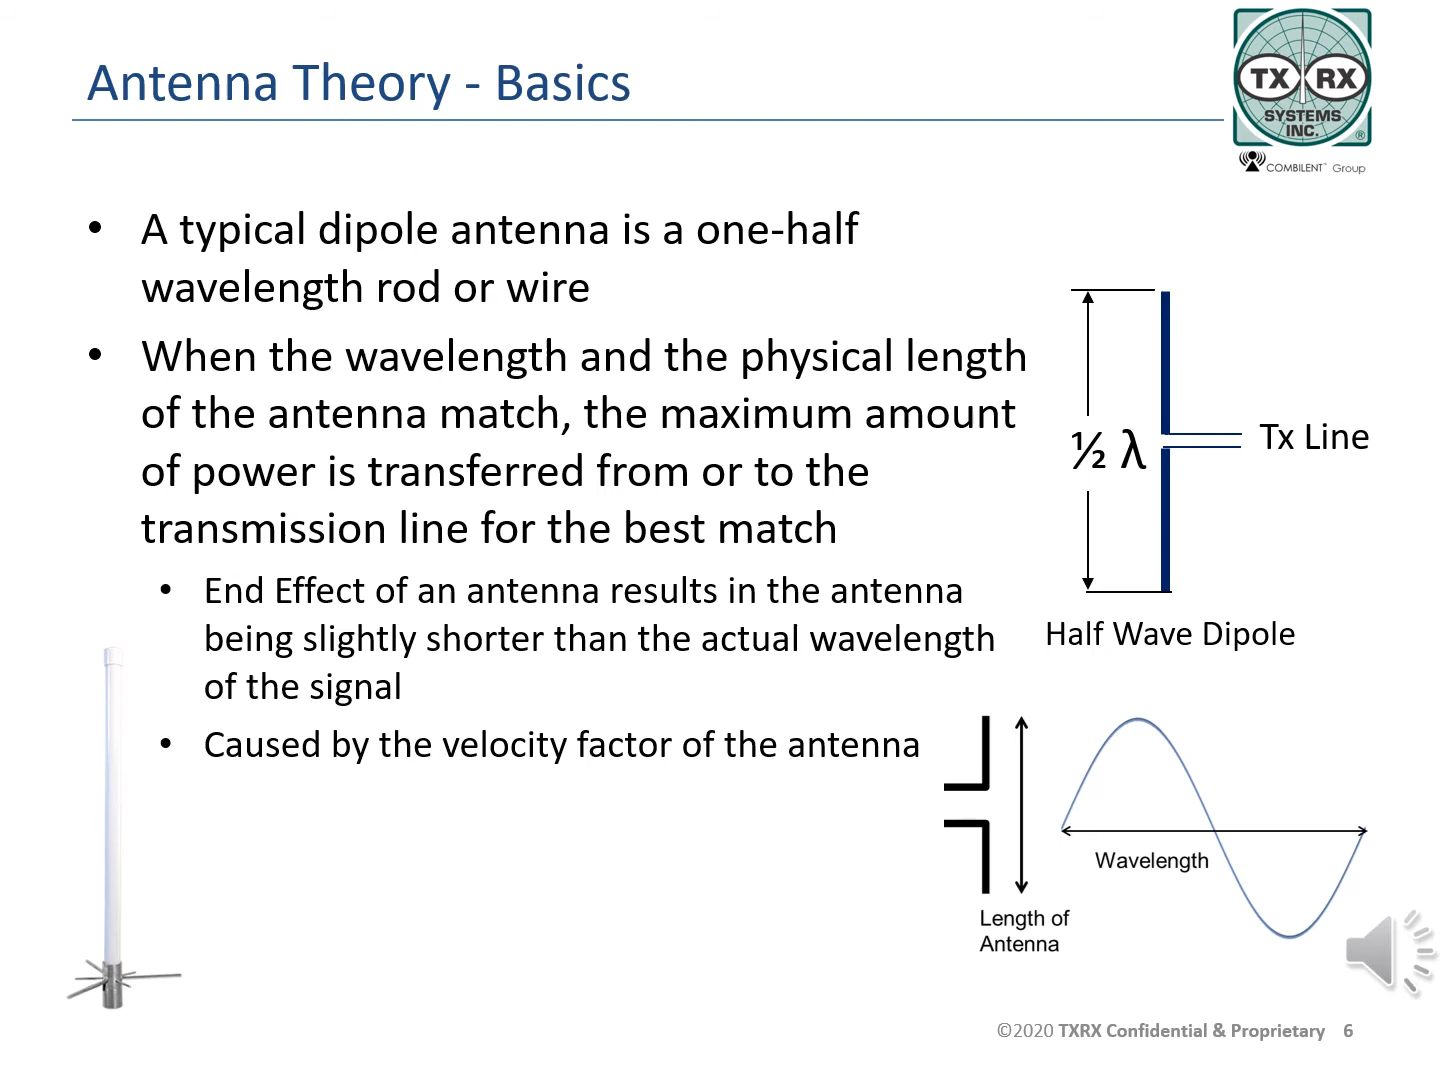 Antenna Theory - Basics
TX RX
SYSTEMS
INC.
®
COMBILENT™ Group
• A typical dipole antenna is a one-half
wavelength rod or wire
• When the wavelength and the physical length
of the antenna match, the maximum amount
of power is transferred from or to the
transmission line for the best match
• End Effect of an antenna results in the antenna
being slightly shorter than the actual wavelength
of the signal
• Caused by the velocity factor of the antenna
½ λ
Tx Line
Half Wave Dipole
Wavelength
Length of
Antenna
©2020 TXRX Confidential & Proprietary 6